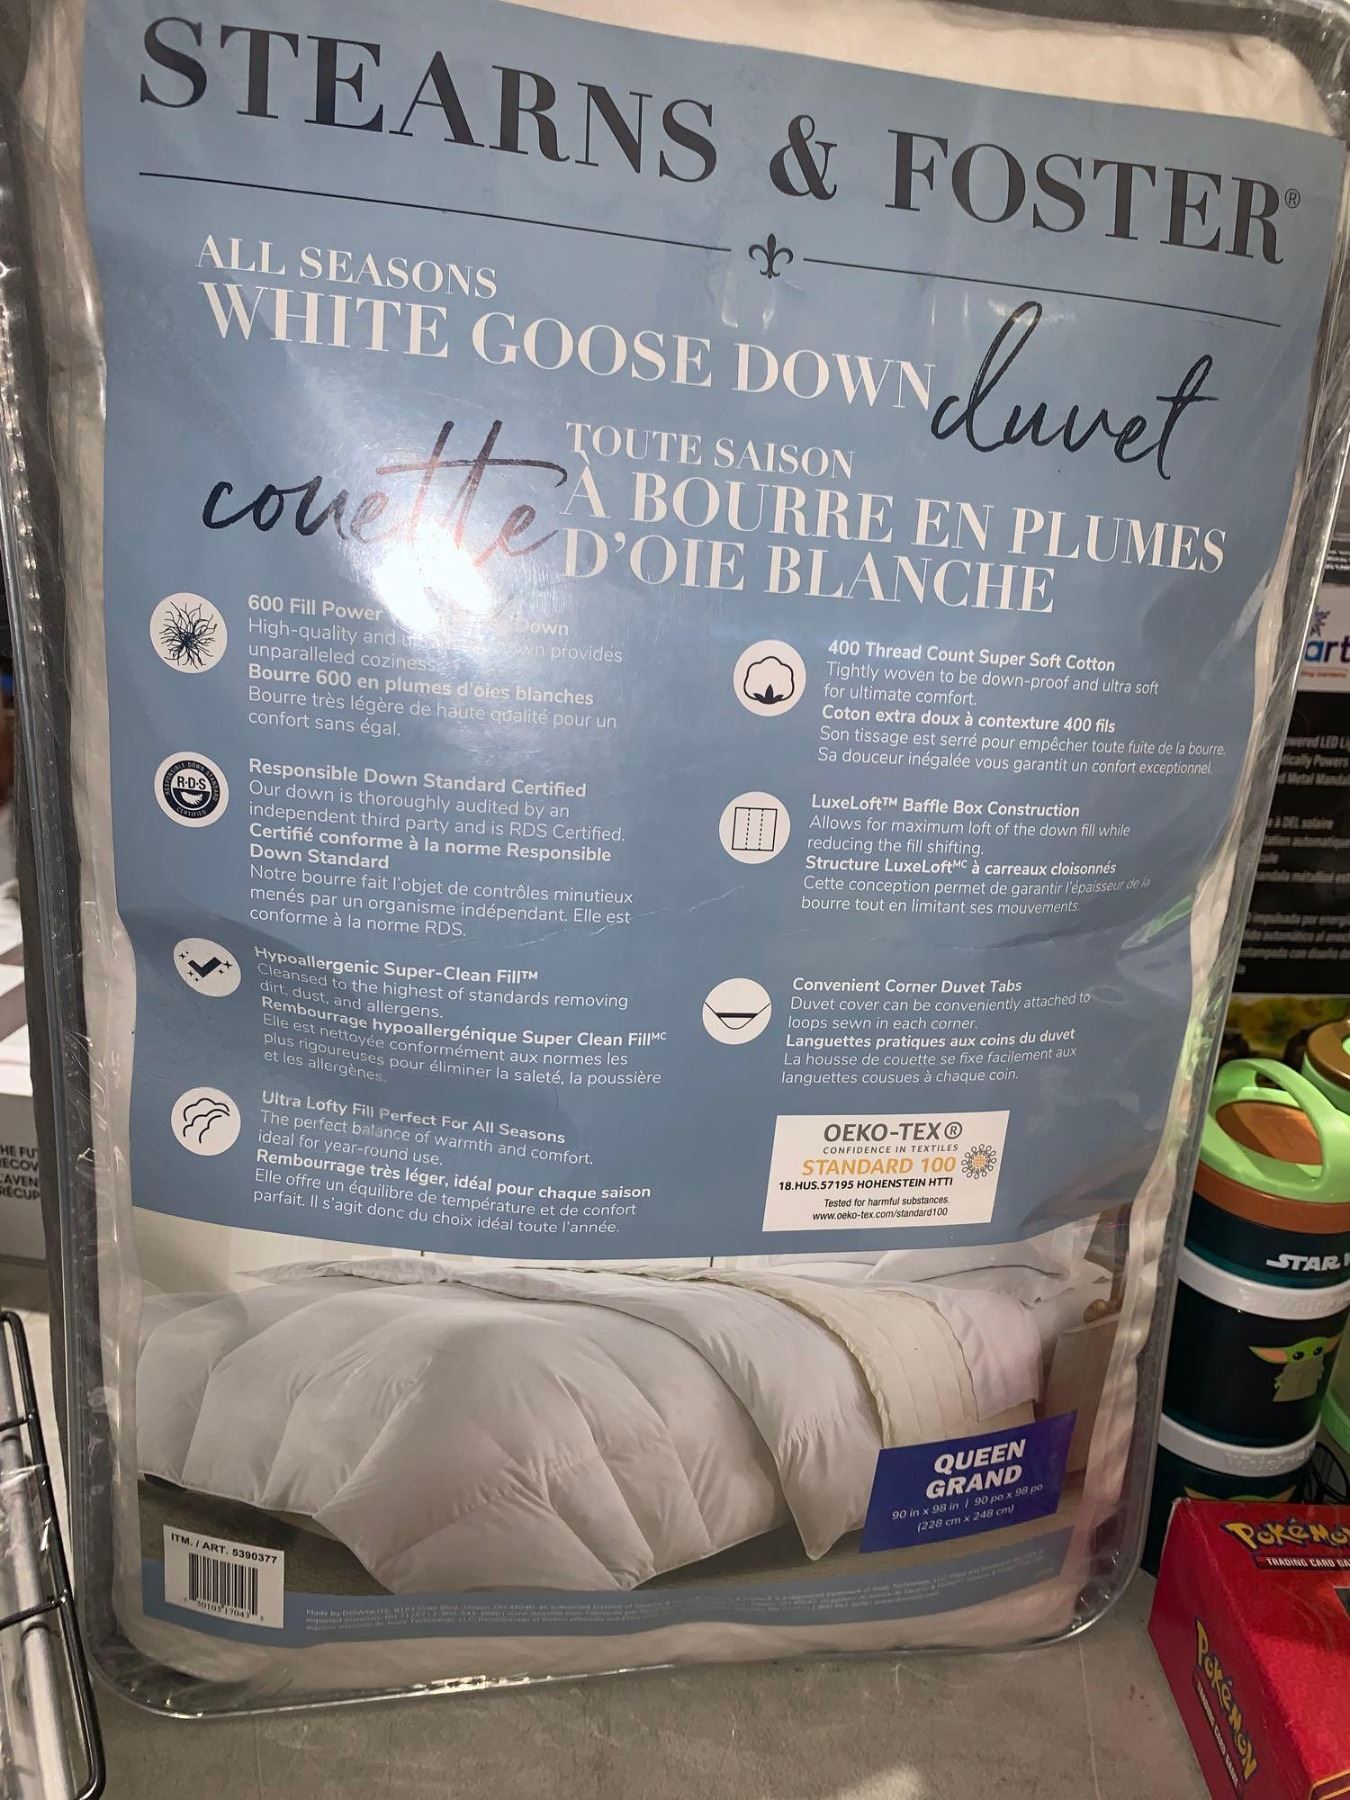 STEARNS & FOSTER®
ALL SEASONS
WHITE GOOSE DOWN
duvet
couette
TOUTE SAISON
À BOURRE EN PLUMES
D'OIE BLANCHE
600 Fill Power Down
High-quality and provides
unparalleled coziness
Bourre 600 en plumes d'oies blanches
Bourre très légère de haute qualité pour un
confort sans égal.
R·D·S
CERTIFIED
Responsible Down Standard Certified
Our down is thoroughly audited by an
independent third party and is RDS Certified.
Certifié conforme à la norme Responsible
Down Standard
Notre bourre fait l'objet de contrôles minutieux
menés par un organisme indépendant. Elle est
conforme à la norme RDS.
Hypoallergenic Super-Clean Fill™
Cleansed to the highest of standards removing
dirt, dust, and allergens.
Rembourrage hypoallergénique Super Clean Fillᴹᶜ
Elle est nettoyée conformément aux normes les
plus rigoureuses pour éliminer la saleté, la poussière
et les allergènes.
Ultra Lofty Fill Perfect For All Seasons
The perfect balance of warmth and comfort,
ideal for year-round use.
Rembourrage très léger, idéal pour chaque saison
Elle offre un équilibre de température et de confort
parfait. Il s'agit donc du choix idéal toute l'année.
400 Thread Count Super Soft Cotton
Tightly woven to be down-proof and ultra soft
for ultimate comfort.
Coton extra doux à contexture 400 fils
Son tissage est serré pour empêcher toute fuite de la bourre.
Sa douceur inégalée vous garantit un confort exceptionnel.
LuxeLoft™ Baffle Box Construction
Allows for maximum loft of the down fill while
reducing the fill shifting.
Structure LuxeLoftᴹᶜ à carreaux cloisonnés
Cette conception permet de garantir l'épaisseur de la
bourre tout en limitant ses mouvements.
Convenient Corner Duvet Tabs
Duvet cover can be conveniently attached to
loops sewn in each corner.
Languettes pratiques aux coins du duvet
La housse de couette se fixe facilement aux
languettes cousues à chaque coin.
OEKO-TEX®
CONFIDENCE IN TEXTILES
STANDARD 100
18.HUS.57195 HOHENSTEIN HTTI
Tested for harmful substances.
www.oeko-tex.com/standard100
QUEEN
GRAND
90 in x 98 in | 90 po x 98 po
(228 cm x 248 cm)
ITM. / ART. 5390377
STAR
POKéMO
TRADING CARD GA
POKéMON
TRADING CARD GAME